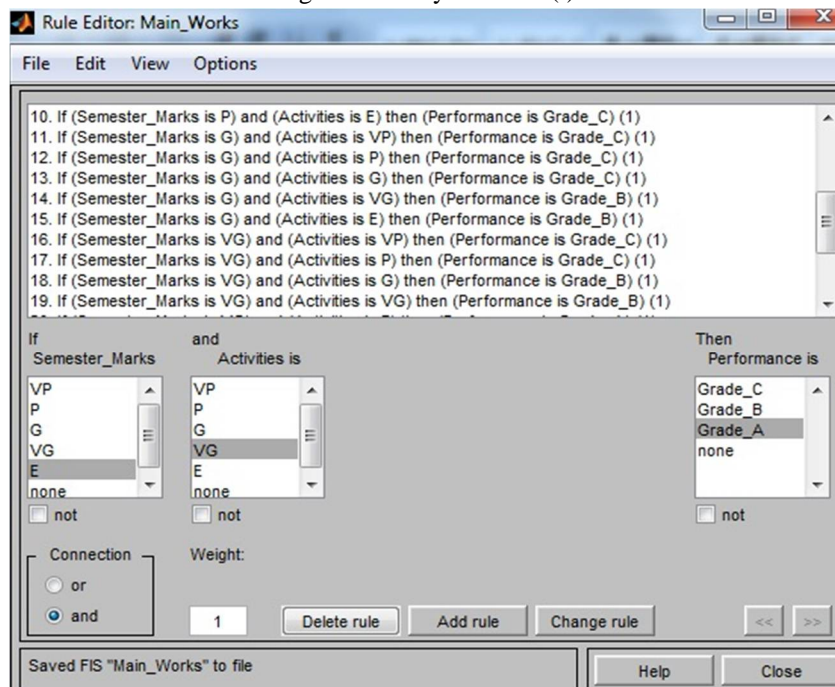 Rule Editor: Main_Works
File Edit View Options
10. If (Semester_Marks is P) and (Activities is E) then (Performance is Grade_C) (1)
11. If (Semester_Marks is G) and (Activities is VP) then (Performance is Grade_C) (1)
12. If (Semester_Marks is G) and (Activities is P) then (Performance is Grade_C) (1)
13. If (Semester_Marks is G) and (Activities is G) then (Performance is Grade_C) (1)
14. If (Semester_Marks is G) and (Activities is VG) then (Performance is Grade_B) (1)
15. If (Semester_Marks is G) and (Activities is E) then (Performance is Grade_B) (1)
16. If (Semester_Marks is VG) and (Activities is VP) then (Performance is Grade_C) (1)
17. If (Semester_Marks is VG) and (Activities is P) then (Performance is Grade_C) (1)
18. If (Semester_Marks is VG) and (Activities is G) then (Performance is Grade_B) (1)
19. If (Semester_Marks is VG) and (Activities is VG) then (Performance is Grade_B) (1)
If
Semester_Marks
VP
P
G
VG
E
none
not
and
Activities is
VP
P
G
VG
E
none
not
Then
Performance is
Grade_C
Grade_B
Grade_A
none
not
Connection
or
and
Weight:
1
Delete rule
Add rule
Change rule
<<
>>
Saved FIS "Main_Works" to file
Help
Close